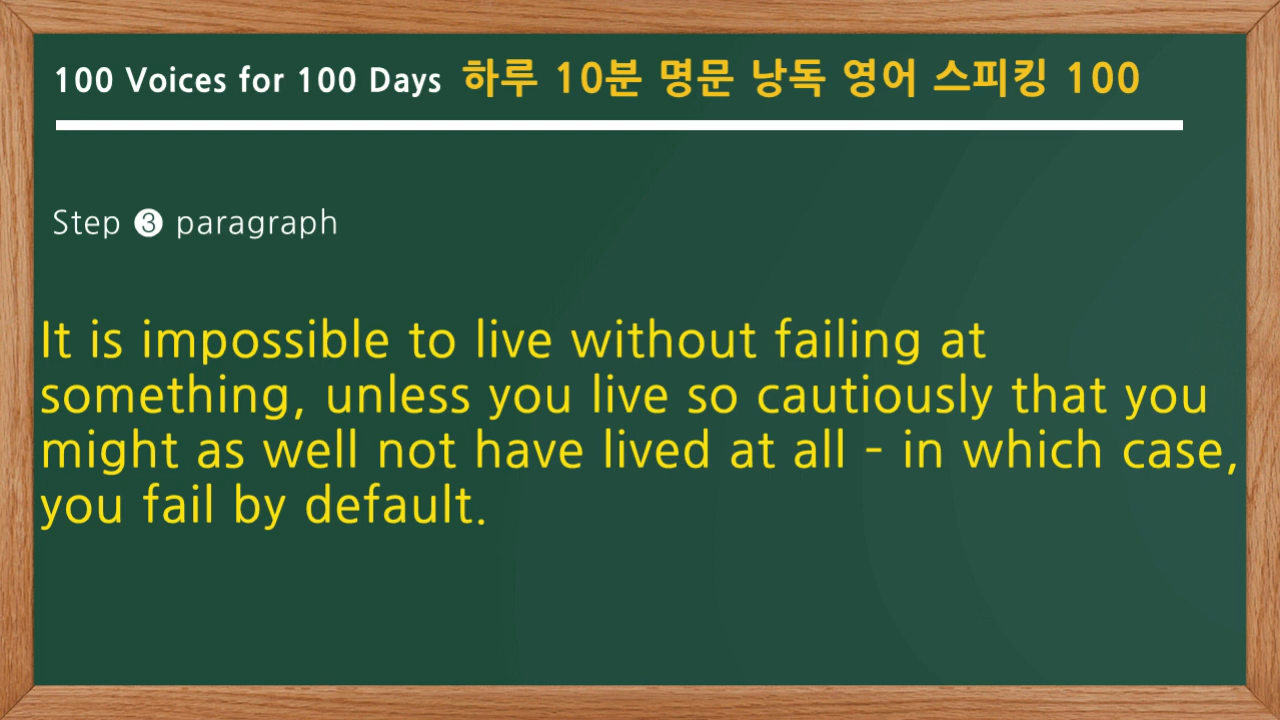 100 Voices for 100 Days 하루 10분 명문 낭독 영어 스피킹 100
Step ❸ paragraph
It is impossible to live without failing at
something, unless you live so cautiously that you
might as well not have lived at all - in which case,
you fail by default.